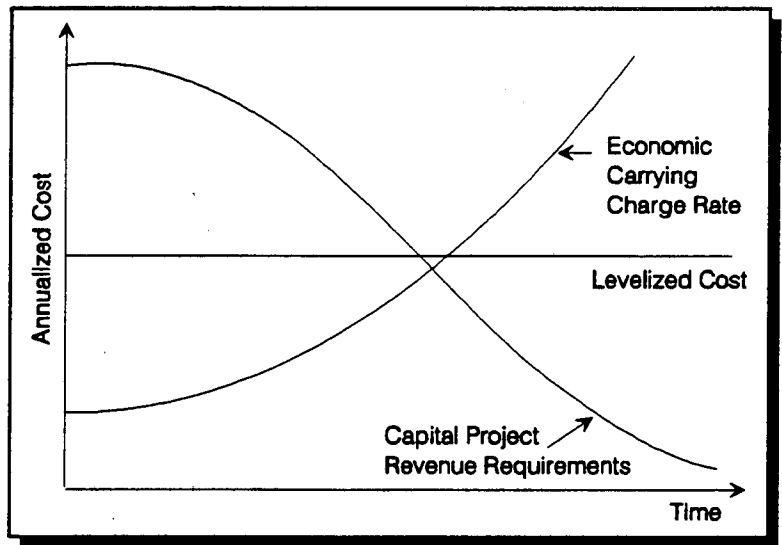 Annualized Cost
Economic
Carrying
Charge Rate
Levelized Cost
Capital Project
Revenue Requirements
Time